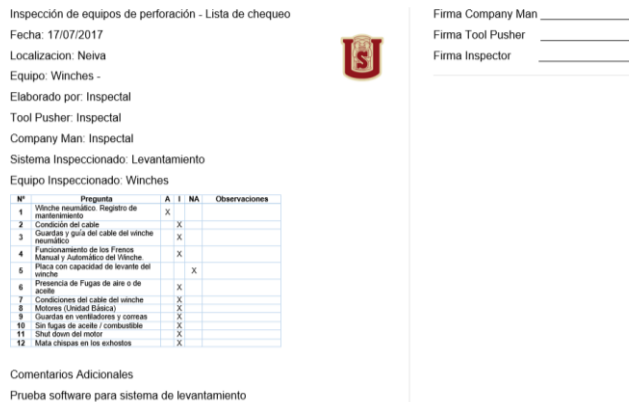 Inspección de equipos de perforación - Lista de chequeo
Fecha: 17/07/2017
Localizacion: Neiva
Equipo: Winches -
Elaborado por: Inspectal
Tool Pusher: Inspectal
Company Man: Inspectal
Sistema Inspeccionado: Levantamiento
Equipo Inspeccionado: Winches
N° Pregunta A I NA Observaciones
1 Winche neumático. Registro de
mantenimiento X
2 Condición del cable X
3 Guardas y guía del cable del winche
neumático X
4 Funcionamiento de los Frenos
Manual y Automático del Winche. X
5 Placa con capacidad de levante del
winche X
6 Presencia de Fugas de aire o de
aceite X
7 Condiciones del cable del winche X
8 Motores (Unidad Básica) X
9 Guardas en ventiladores y correas X
10 Sin fugas de aceite / combustible X
11 Shut down del motor X
12 Mata chispas en los exhostos X
Comentarios Adicionales
Prueba software para sistema de levantamiento
Firma Company Man
Firma Tool Pusher
Firma Inspector